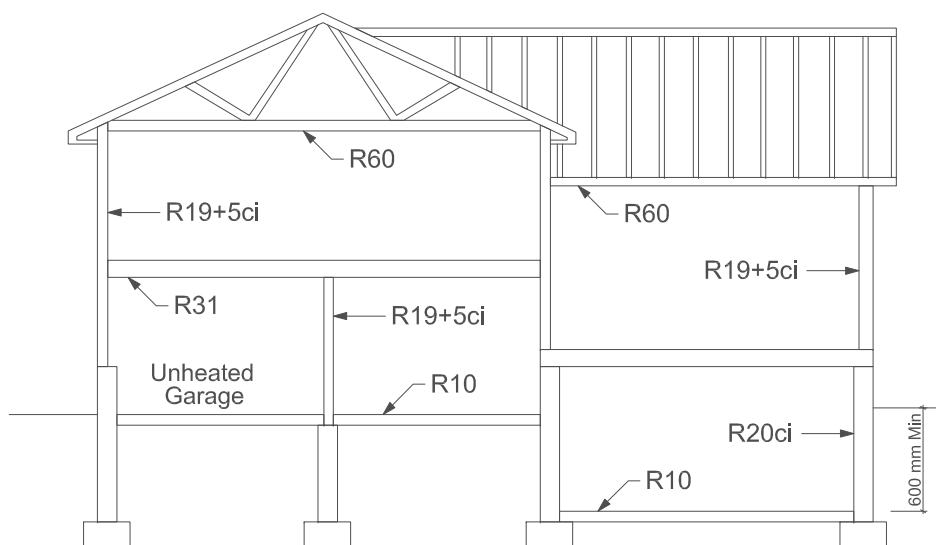 R60
R60
R19+5ci
R19+5ci
R31
R19+5ci
Unheated
Garage
R10
R20ci
R10
600 mm Min